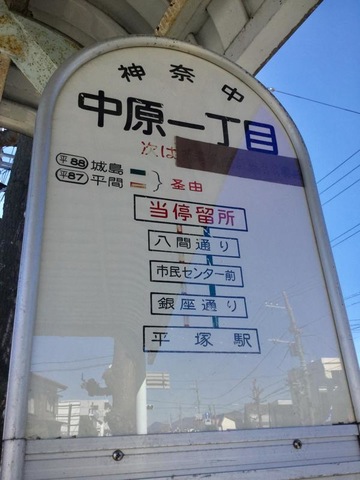 神奈中
中原一丁目
次は
平88 城島
平87 平間
当停留所
八間通り
市民センター前
銀座通り
平塚駅